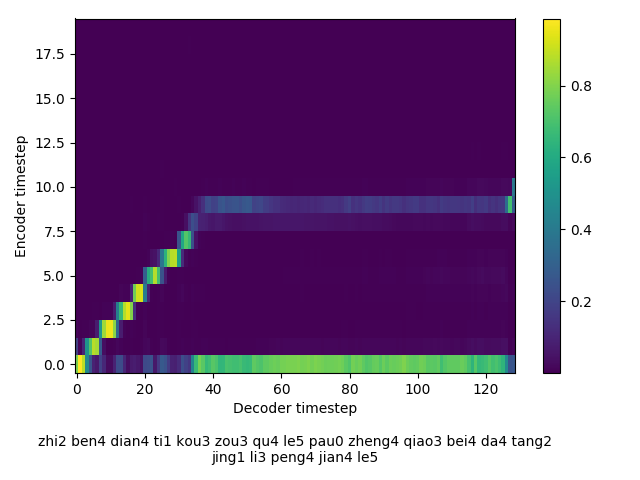 17.5
15.0
12.5
10.0
7.5
5.0
2.5
0.0
Encoder timestep
0 20 40 60 80 100 120
Decoder timestep
0.8
0.6
0.4
0.2
zhi2 ben4 dian4 ti1 kou3 zou3 qu4 le5 pau0 zheng4 qiao3 bei4 da4 tang2
jing1 li3 peng4 jian4 le5